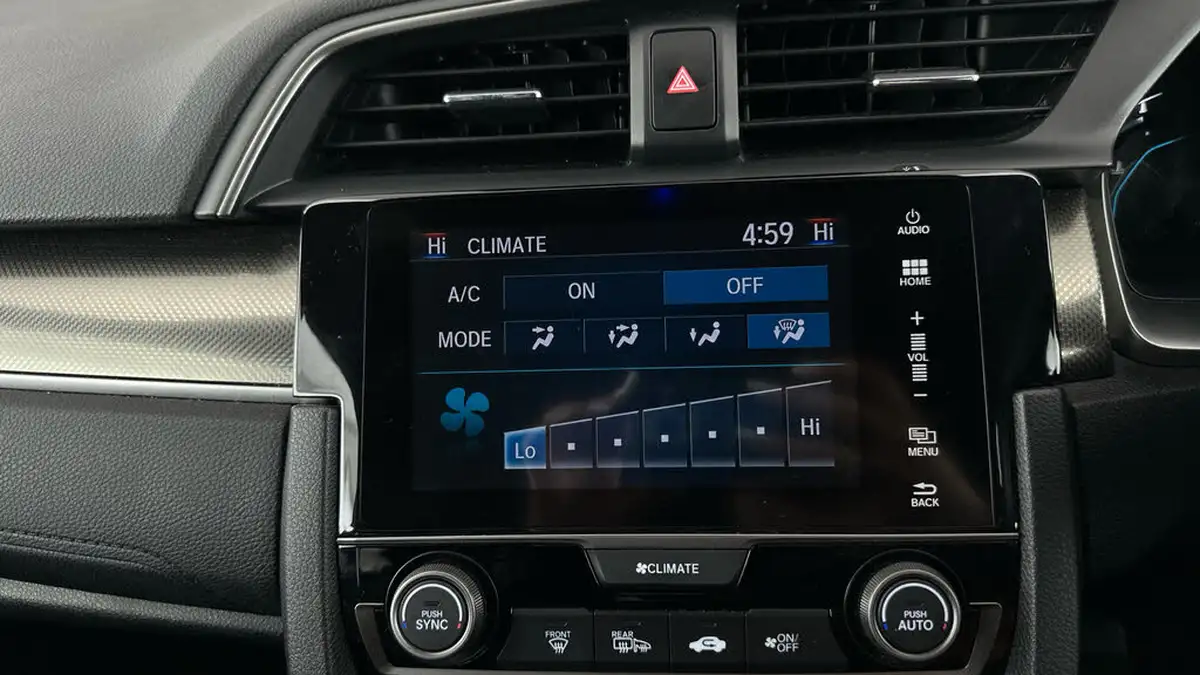 Hi CLIMATE 4:59 Hi
AUDIO
A/C ON OFF
HOME
MODE
+
VOL
−
Lo Hi
MENU
BACK
CLIMATE
PUSH SYNC
FRONT
REAR
ON/OFF
PUSH AUTO